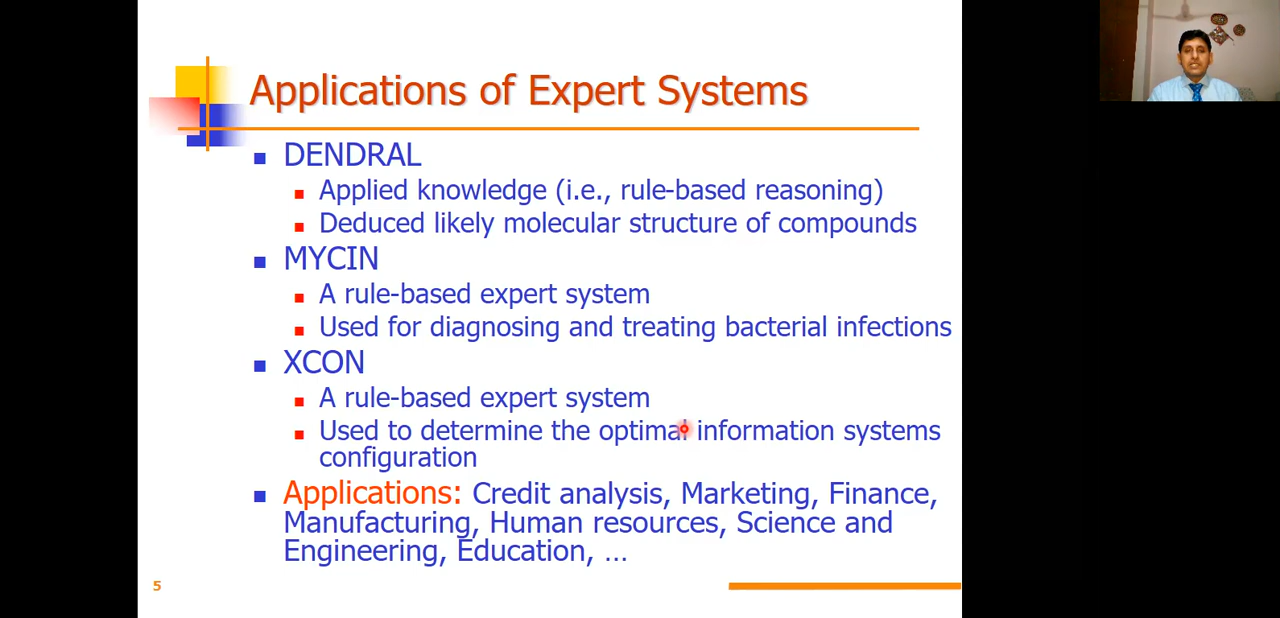 Applications of Expert Systems
DENDRAL
Applied knowledge (i.e., rule-based reasoning)
Deduced likely molecular structure of compounds
MYCIN
A rule-based expert system
Used for diagnosing and treating bacterial infections
XCON
A rule-based expert system
Used to determine the optimal information systems
configuration
Applications: Credit analysis, Marketing, Finance,
Manufacturing, Human resources, Science and
Engineering, Education, ...
5